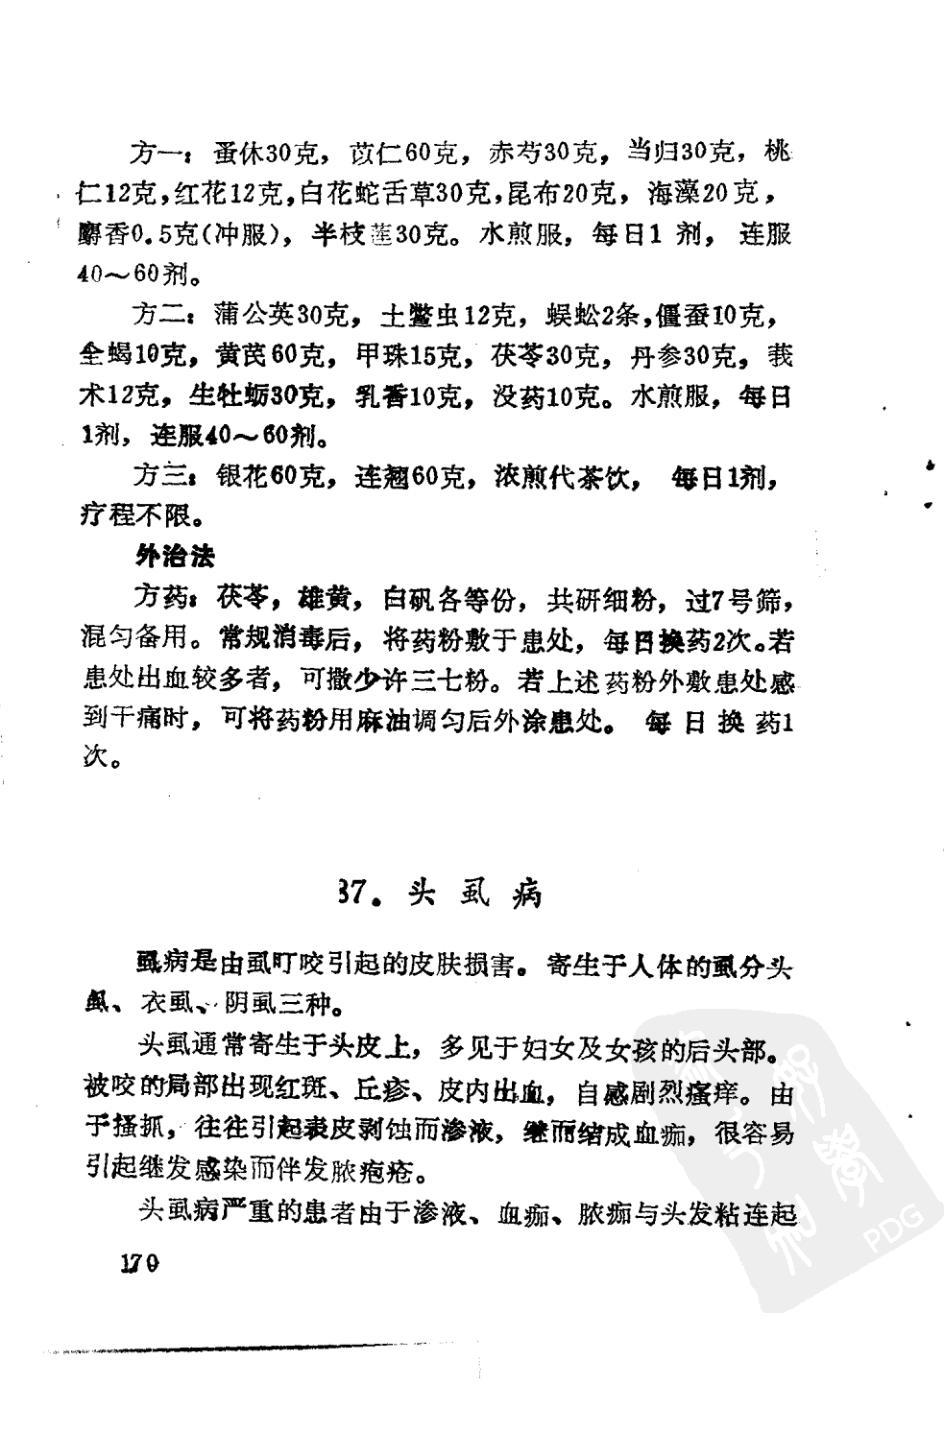 方一：蚤休30克，苡仁60克，赤芍30克，当归30克，桃
仁12克，红花12克，白花蛇舌草30克，昆布20克，海藻20克，
麝香0.5克(冲服)，半枝莲30克。水煎服，每日1 剂，连服
40～60剂。
方二：蒲公英30克，土鳖虫12克，蜈蚣2条，僵蚕10克，
全蝎10克，黄芪60克，甲珠15克，茯苓30克，丹参30克，莪
术12克，生牡蛎30克，乳香10克，没药10克。水煎服，每日
1剂，连服40～60剂。
方三：银花60克，连翘60克，浓煎代茶饮， 每日1剂，
疗程不限。
外治法
方药：茯苓，雄黄，白矾各等份，共研细粉，过7号筛，
混匀备用。常规消毒后，将药粉敷于患处，每日换药2次。若
患处出血较多者，可撒少许三七粉。若上述药粉外敷患处感
到干痛时，可将药粉用麻油调匀后外涂患处。 每 日 换 药1
次。
37．头 虱 病
虱病是由虱叮咬引起的皮肤损害。寄生于人体的虱分头
虱、衣虱、阴虱三种。
头虱通常寄生于头皮上，多见于妇女及女孩的后头部。
被咬的局部出现红斑、丘疹、皮内出血，自感剧烈瘙痒。由
于搔抓，往往引起表皮剥蚀而渗液，继而结成血痂，很容易
引起继发感染而伴发脓疱疮。
头虱病严重的患者由于渗液、血痂、脓痂与头发粘连起
170
PDG